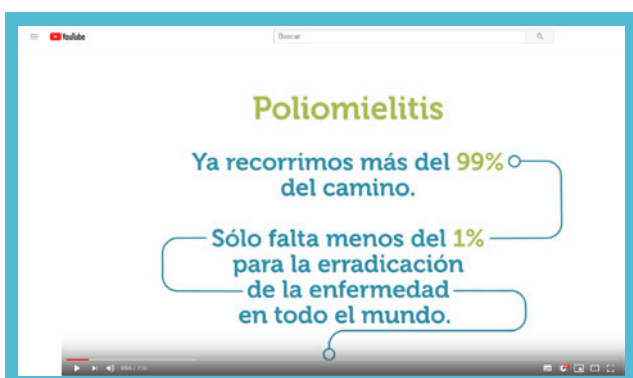 YouTube
Buscar
Poliomielitis
Ya recorrimos más del 99%
del camino.
Sólo falta menos del 1%
para la erradicación
de la enfermedad
en todo el mundo.